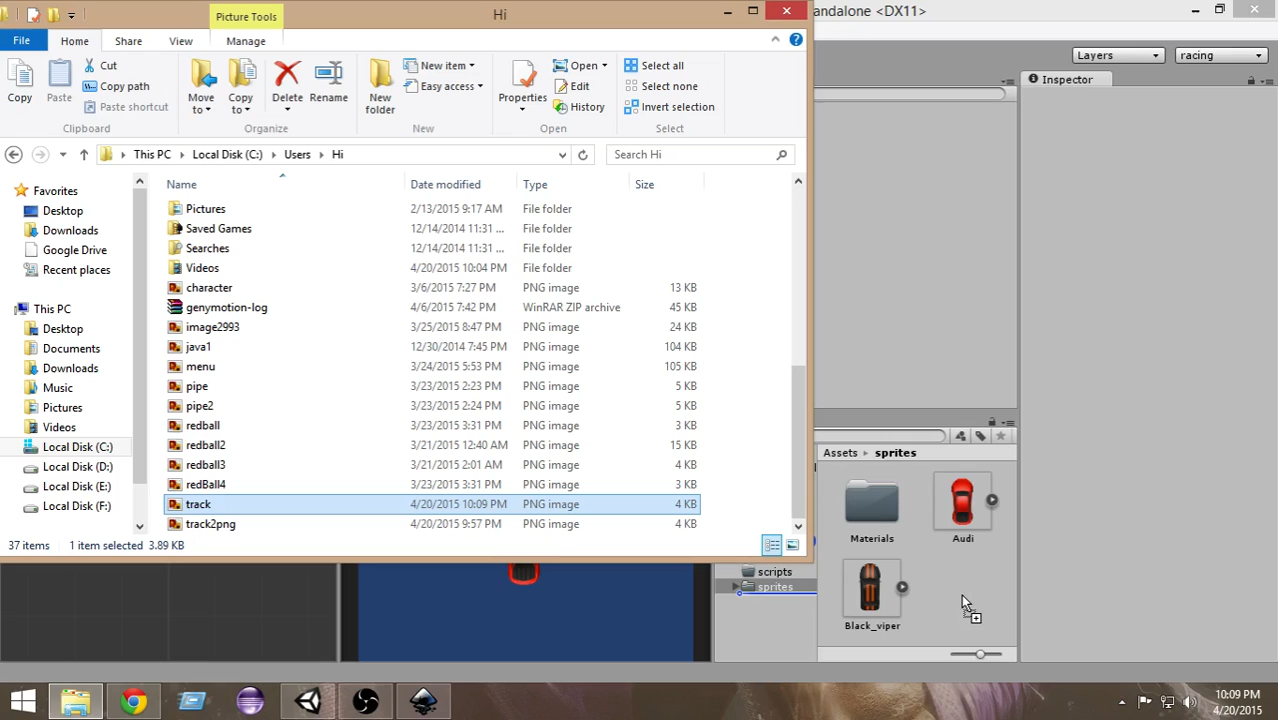 Picture Tools
Hi
andalone <DX11>
File
Home
Share
View
Manage
Copy
Paste
Cut
Copy path
Paste shortcut
Clipboard
Move to
Copy to
Delete
Rename
Organize
New folder
New item
Easy access
New
Properties
Open
Edit
History
Open
Select all
Select none
Invert selection
Select
Layers
racing
Inspector
This PC
Local Disk (C:)
Users
Hi
Search Hi
Favorites
Desktop
Downloads
Google Drive
Recent places
This PC
Desktop
Documents
Downloads
Music
Pictures
Videos
Local Disk (C:)
Local Disk (D:)
Local Disk (E:)
Local Disk (F:)
Name Date modified Type Size
Pictures 2/13/2015 9:17 AM File folder
Saved Games 12/14/2014 11:31 ... File folder
Searches 12/14/2014 11:31 ... File folder
Videos 4/20/2015 10:04 PM File folder
character 3/6/2015 7:27 PM PNG image 13 KB
genymotion-log 4/6/2015 7:42 PM WinRAR ZIP archive 45 KB
image2993 3/25/2015 8:47 PM PNG image 24 KB
java1 12/30/2014 7:45 PM PNG image 104 KB
menu 3/24/2015 5:53 PM PNG image 105 KB
pipe 3/23/2015 2:23 PM PNG image 5 KB
pipe2 3/23/2015 2:24 PM PNG image 5 KB
redball 3/23/2015 3:31 PM PNG image 3 KB
redball2 3/21/2015 12:40 AM PNG image 15 KB
redball3 3/21/2015 2:01 AM PNG image 4 KB
redBall4 3/23/2015 3:31 PM PNG image 3 KB
track 4/20/2015 10:09 PM PNG image 4 KB
track2png 4/20/2015 9:57 PM PNG image 4 KB
37 items 1 item selected 3.89 KB
Assets
sprites
Materials
Audi
Black_viper
scripts
sprites
10:09 PM
4/20/2015